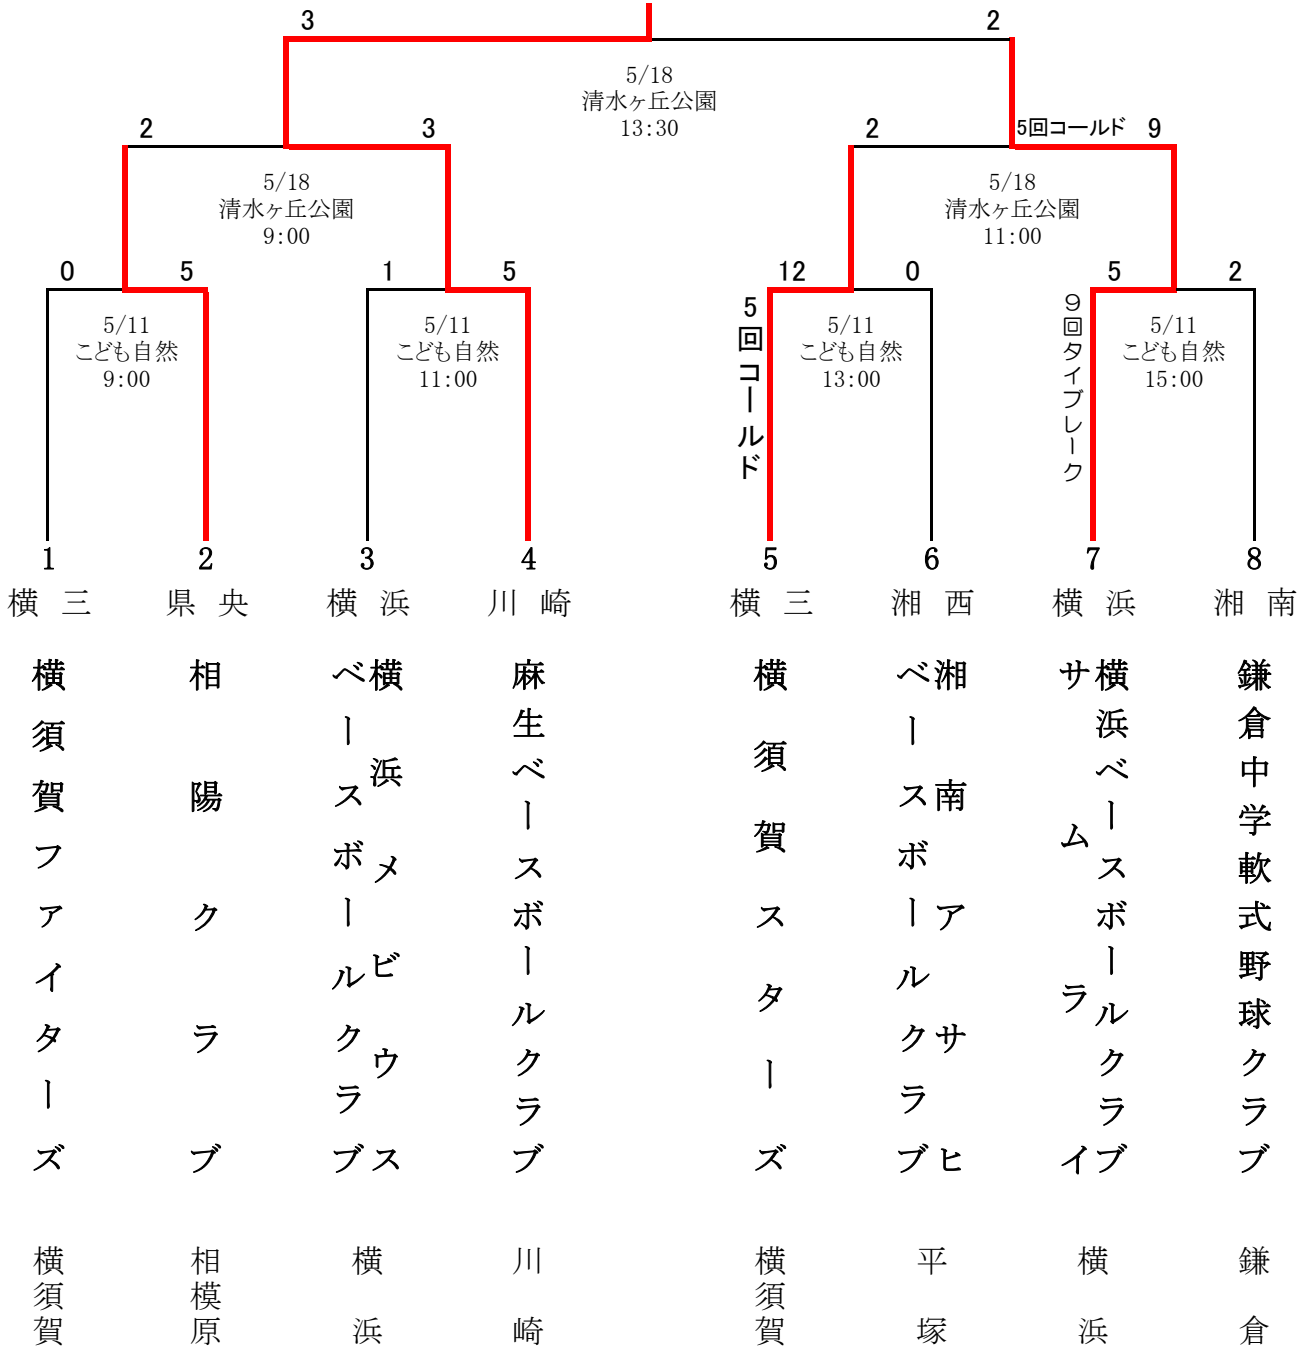 3
2
5/18
清水ヶ丘公園
13:30
2
3
2
5回コールド
9
5/18
清水ヶ丘公園
9:00
5/18
清水ヶ丘公園
11:00
0
5
1
5
12
0
5
2
5/11
こども自然
9:00
5/11
こども自然
11:00
5回コールド
5/11
こども自然
13:00
9回タイブレーク
5/11
こども自然
15:00
1
2
3
4
5
6
7
8
横三
県央
横浜
川崎
横三
湘西
横浜
湘南
横須賀ファイターズ
相陽クラブ
横浜メビウス
ベースボールクラブ
麻生ベースボールクラブ
横須賀スターズ
湘南アサヒ
ベースボールクラブ
横浜ベースボールクラブ
サムライ
鎌倉中学軟式野球クラブ
横須賀
相模原
横浜
川崎
横須賀
平塚
横浜
鎌倉